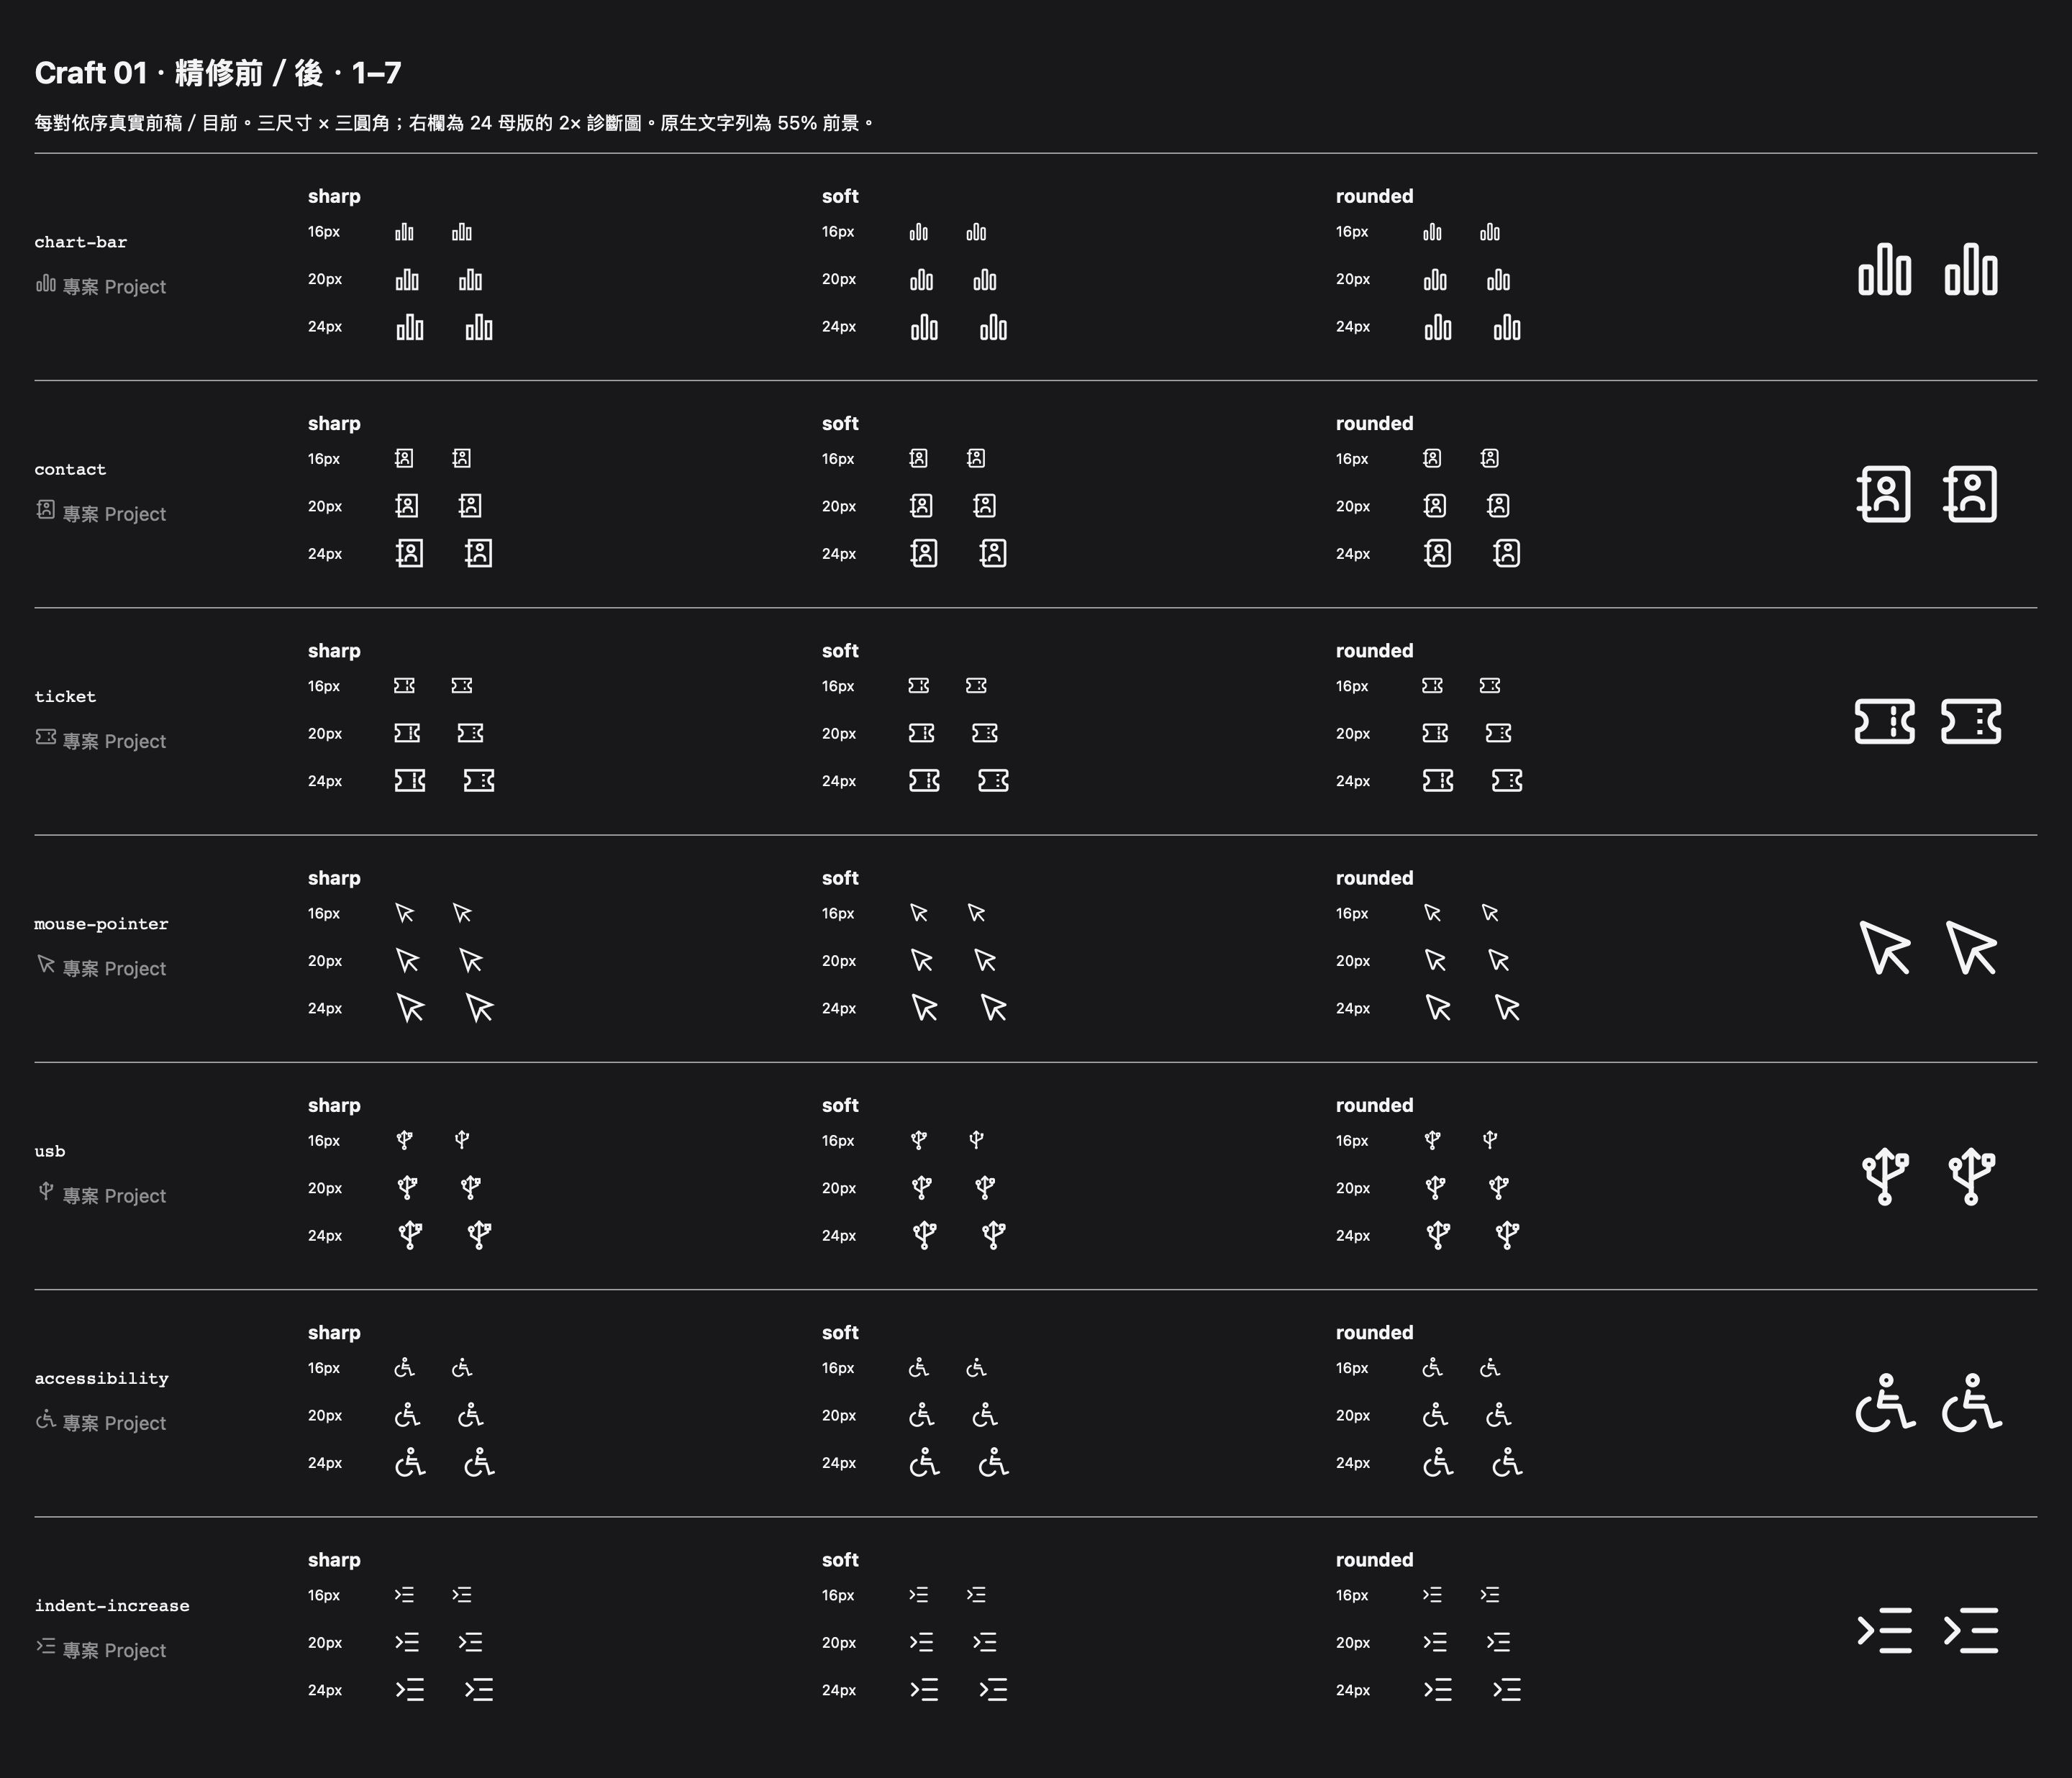 Craft 01 · 精修前 / 後 · 1–7
每對依序真實前稿 / 目前。三尺寸 × 三圓角；右欄為 24 母版的 2× 診斷圖。原生文字列為 55% 前景。
chart-bar
專案 Project
sharp
16px
20px
24px
soft
16px
20px
24px
rounded
16px
20px
24px
contact
專案 Project
sharp
16px
20px
24px
soft
16px
20px
24px
rounded
16px
20px
24px
ticket
專案 Project
sharp
16px
20px
24px
soft
16px
20px
24px
rounded
16px
20px
24px
mouse-pointer
專案 Project
sharp
16px
20px
24px
soft
16px
20px
24px
rounded
16px
20px
24px
usb
專案 Project
sharp
16px
20px
24px
soft
16px
20px
24px
rounded
16px
20px
24px
accessibility
專案 Project
sharp
16px
20px
24px
soft
16px
20px
24px
rounded
16px
20px
24px
indent-increase
專案 Project
sharp
16px
20px
24px
soft
16px
20px
24px
rounded
16px
20px
24px